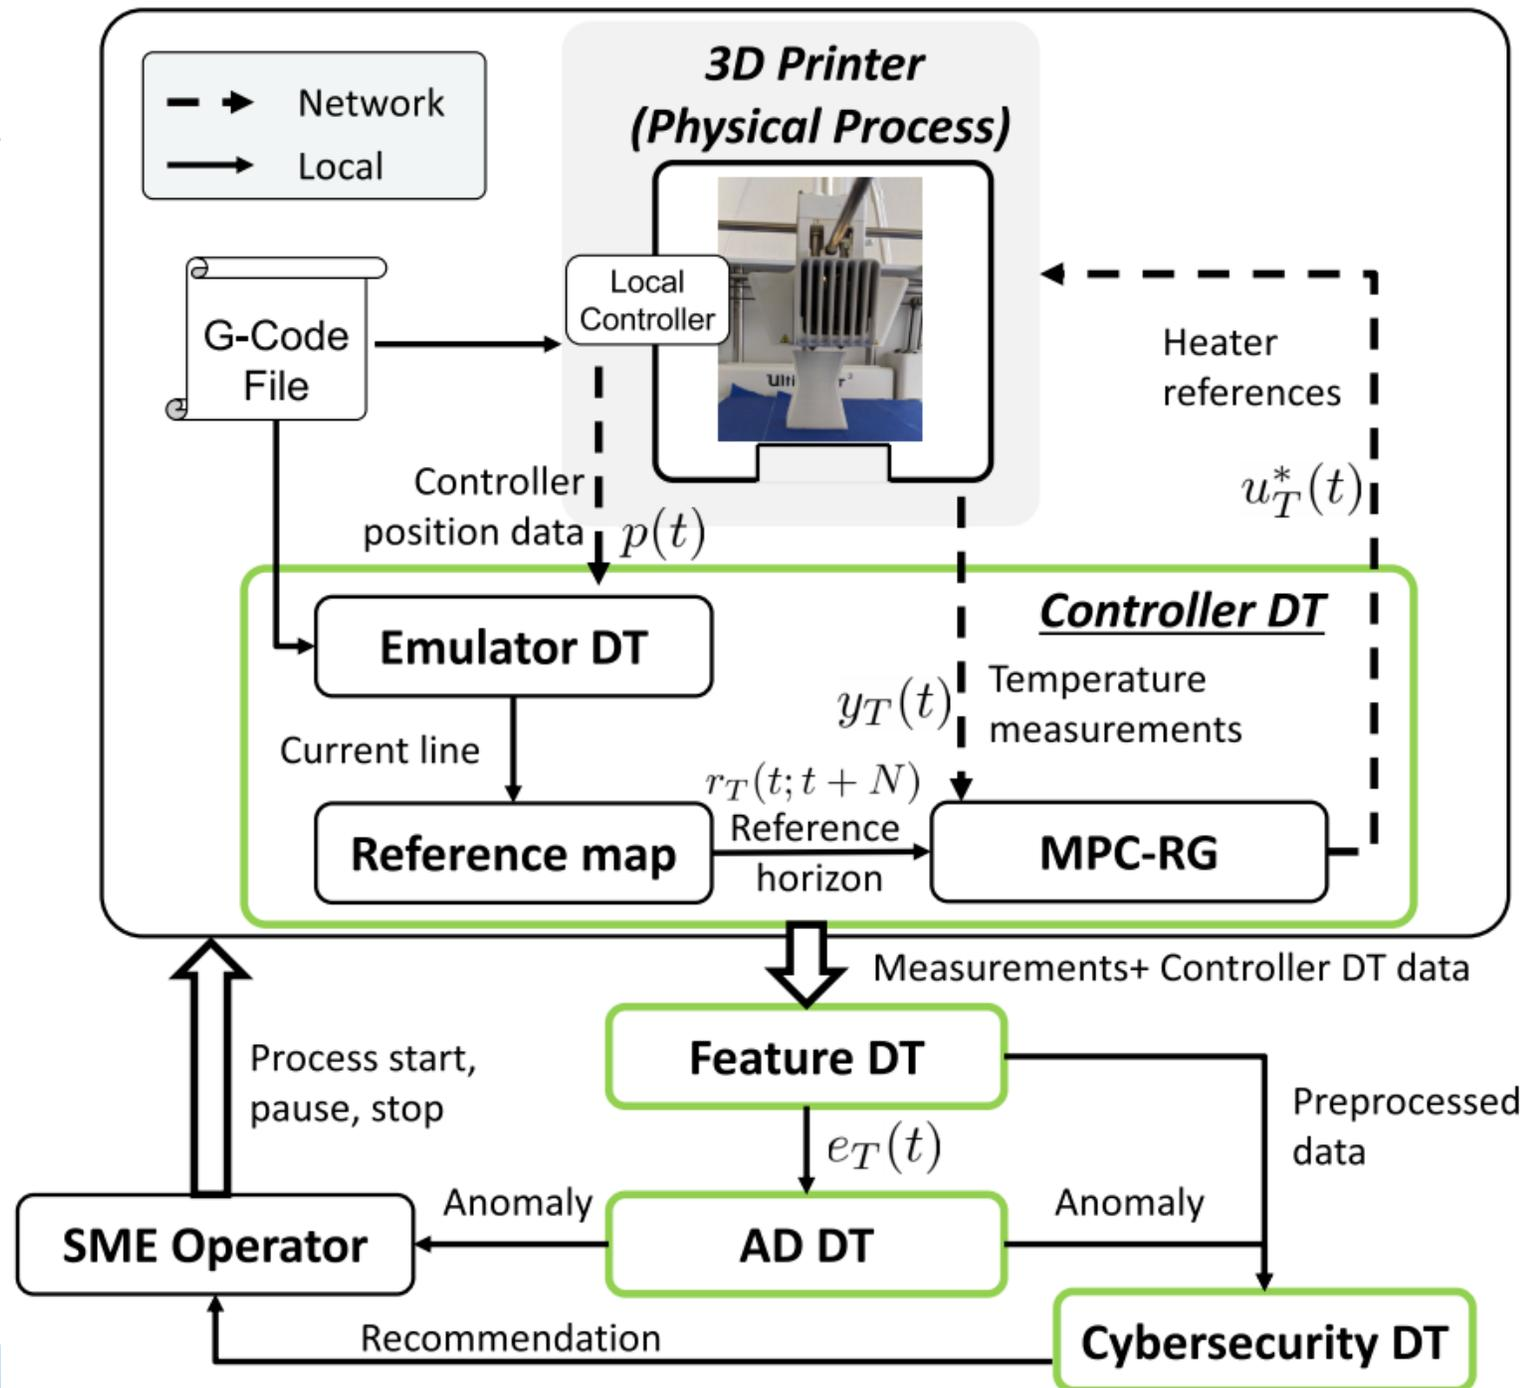 3D Printer
(Physical Process)
Network
Local
Local
Controller
G-Code
File
Heater
references
Controller
position data
p(t)
u*_T(t)
Controller DT
Emulator DT
y_T(t)
Temperature
measurements
Current line
r_T(t; t + N)
Reference
horizon
Reference map
MPC-RG
Measurements+ Controller DT data
Process start,
pause, stop
Feature DT
Preprocessed
data
e_T(t)
Anomaly
Anomaly
SME Operator
AD DT
Recommendation
Cybersecurity DT